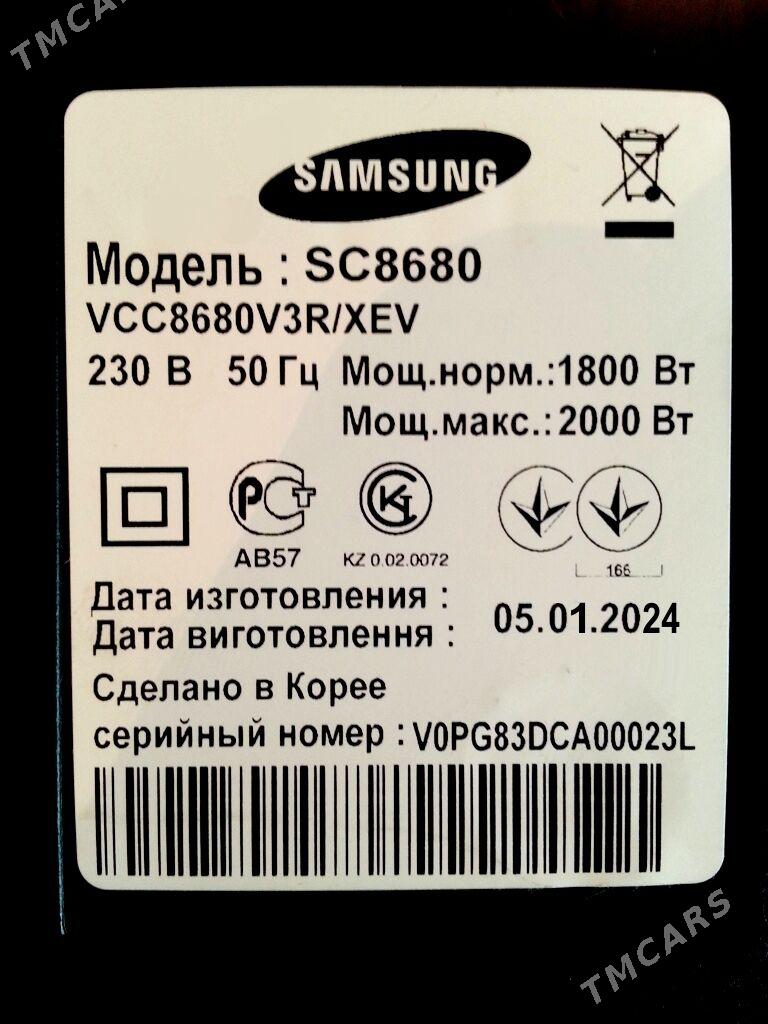 TMCARS
SAMSUNG
Модель : SC8680
VCC8680V3R/XEV
230 В 50 Гц Мощ.норм.:1800 Вт
Мощ.макс.:2000 Вт
РСТ
АВ57
KZ 0.02.0072
166
Дата изготовления :
Дата виготовлення :
05.01.2024
Сделано в Корее
серийный номер : V0PG83DCA00023L
TMCARS